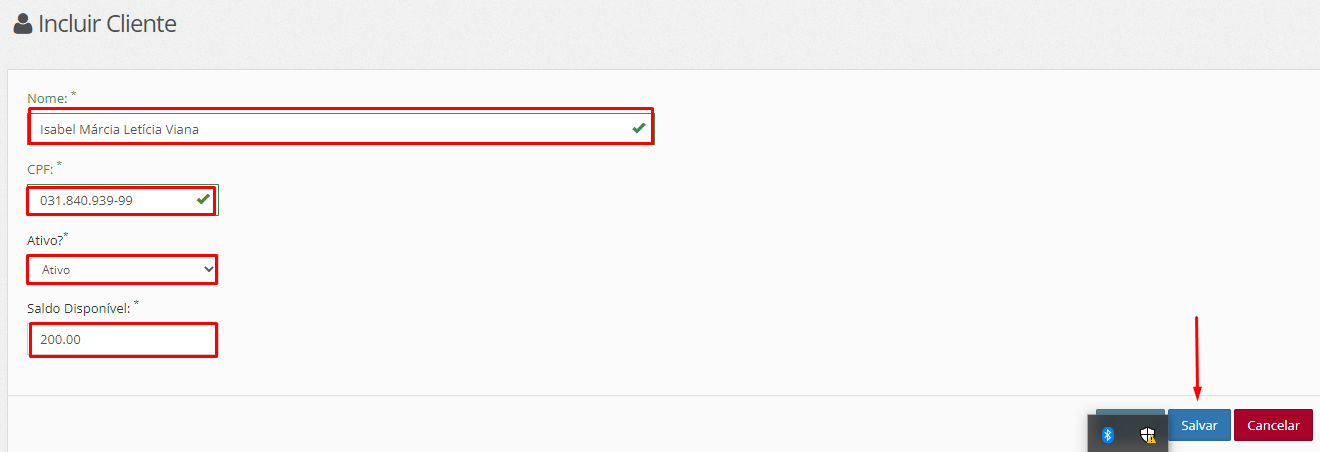 Incluir Cliente
Nome: *
Isabel Márcia Letícia Viana
CPF: *
031.840.939-99
Ativo?*
Ativo
Saldo Disponível: *
200.00
Salvar Cancelar